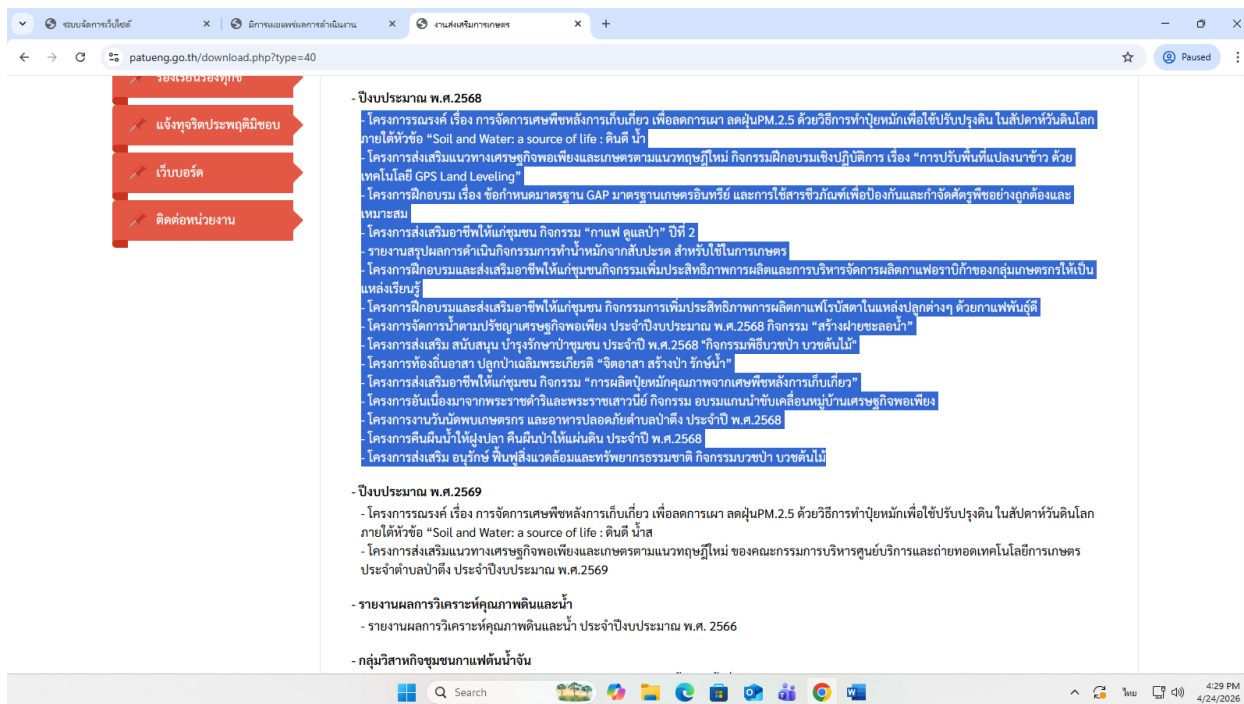 ระบบจัดการเว็บไซต์
มีการเผยแพร่ผลการดำเนินงาน
งานส่งเสริมการเกษตร
patueng.go.th/download.php?type=40
Paused
ร้องเรียนร้องทุกข์
แจ้งทุจริตประพฤติมิชอบ
เว็บบอร์ด
ติดต่อหน่วยงาน
- ปีงบประมาณ พ.ศ.2568
- โครงการรณรงค์ เรื่อง การจัดการเศษพืชหลังการเก็บเกี่ยว เพื่อลดการเผา ลดฝุ่นPM.2.5 ด้วยวิธีการทำปุ๋ยหมักเพื่อใช้ปรับปรุงดิน ในสัปดาห์วันดินโลก
ภายใต้หัวข้อ “Soil and Water: a source of life : ดินดี น้ำ
- โครงการส่งเสริมแนวทางเศรษฐกิจพอเพียงและเกษตรตามแนวทฤษฎีใหม่ กิจกรรมฝึกอบรมเชิงปฏิบัติการ เรื่อง “การปรับพื้นที่แปลงนาข้าว ด้วย
เทคโนโลยี GPS Land Leveling”
- โครงการฝึกอบรม เรื่อง ข้อกำหนดมาตรฐาน GAP มาตรฐานเกษตรอินทรีย์ และการใช้สารชีวภัณฑ์เพื่อป้องกันและกำจัดศัตรูพืชอย่างถูกต้องและ
เหมาะสม
- โครงการส่งเสริมอาชีพให้แก่ชุมชน กิจกรรม “กาแฟ ดูแลป่า” ปีที่ 2
- รายงานสรุปผลการดำเนินกิจกรรมการทำน้ำหมักจากสับปะรด สำหรับใช้ในการเกษตร
- โครงการฝึกอบรมและส่งเสริมอาชีพให้แก่ชุมชนกิจกรรมเพิ่มประสิทธิภาพการผลิตและการบริหารจัดการผลิตกาแฟอราบิก้าของกลุ่มเกษตรกรให้เป็น
แหล่งเรียนรู้
- โครงการฝึกอบรมและส่งเสริมอาชีพให้แก่ชุมชน กิจกรรมการเพิ่มประสิทธิภาพการผลิตกาแฟโรบัสตาในแหล่งปลูกต่างๆ ด้วยกาแฟพันธุ์ดี
- โครงการจัดการน้ำตามปรัชญาเศรษฐกิจพอเพียง ประจำปีงบประมาณ พ.ศ.2568 กิจกรรม “สร้างฝายชะลอน้ำ”
- โครงการส่งเสริม สนับสนุน บำรุงรักษาป่าชุมชน ประจำปี พ.ศ.2568 "กิจกรรมพิธีบวชป่า บวชต้นไม้"
- โครงการท้องถิ่นอาสา ปลูกป่าเฉลิมพระเกียรติ “จิตอาสา สร้างป่า รักษ์น้ำ”
- โครงการส่งเสริมอาชีพให้แก่ชุมชน กิจกรรม “การผลิตปุ๋ยหมักคุณภาพจากเศษพืชหลังการเก็บเกี่ยว”
- โครงการอันเนื่องมาจากพระราชดำริและพระราชเสาวนีย์ กิจกรรม อบรมแกนนำขับเคลื่อนหมู่บ้านเศรษฐกิจพอเพียง
- โครงการงานวันนัดพบเกษตรกร และอาหารปลอดภัยตำบลป่าตึง ประจำปี พ.ศ.2568
- โครงการคืนผืนน้ำให้ฝูงปลา คืนผืนป่าให้แผ่นดิน ประจำปี พ.ศ.2568
- โครงการส่งเสริม อนุรักษ์ ฟื้นฟูสิ่งแวดล้อมและทรัพยากรธรรมชาติ กิจกรรมบวชป่า บวชต้นไม้
- ปีงบประมาณ พ.ศ.2569
- โครงการรณรงค์ เรื่อง การจัดการเศษพืชหลังการเก็บเกี่ยว เพื่อลดการเผา ลดฝุ่นPM.2.5 ด้วยวิธีการทำปุ๋ยหมักเพื่อใช้ปรับปรุงดิน ในสัปดาห์วันดินโลก
ภายใต้หัวข้อ “Soil and Water: a source of life : ดินดี น้ำส
- โครงการส่งเสริมแนวทางเศรษฐกิจพอเพียงและเกษตรตามแนวทฤษฎีใหม่ ของคณะกรรมการบริหารศูนย์บริการและถ่ายทอดเทคโนโลยีการเกษตร
ประจำตำบลป่าตึง ประจำปีงบประมาณ พ.ศ.2569
- รายงานผลการวิเคราะห์คุณภาพดินและน้ำ
- รายงานผลการวิเคราะห์คุณภาพดินและน้ำ ประจำปีงบประมาณ พ.ศ. 2566
- กลุ่มวิสาหกิจชุมชนกาแฟต้นน้ำจัน
Search
ไทย
4:29 PM
4/24/2026